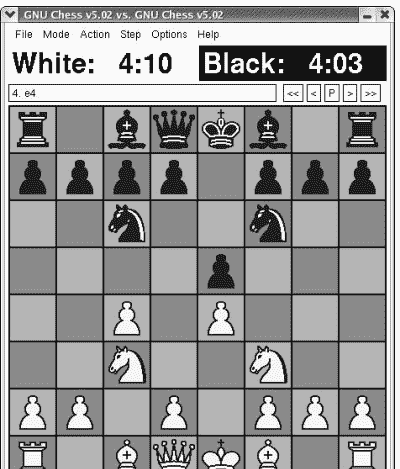 GNU Chess v5.02 vs. GNU Chess v5.02
File Mode Action Step Options Help
White: 4:10 Black: 4:03
4. e4 << < P > >>